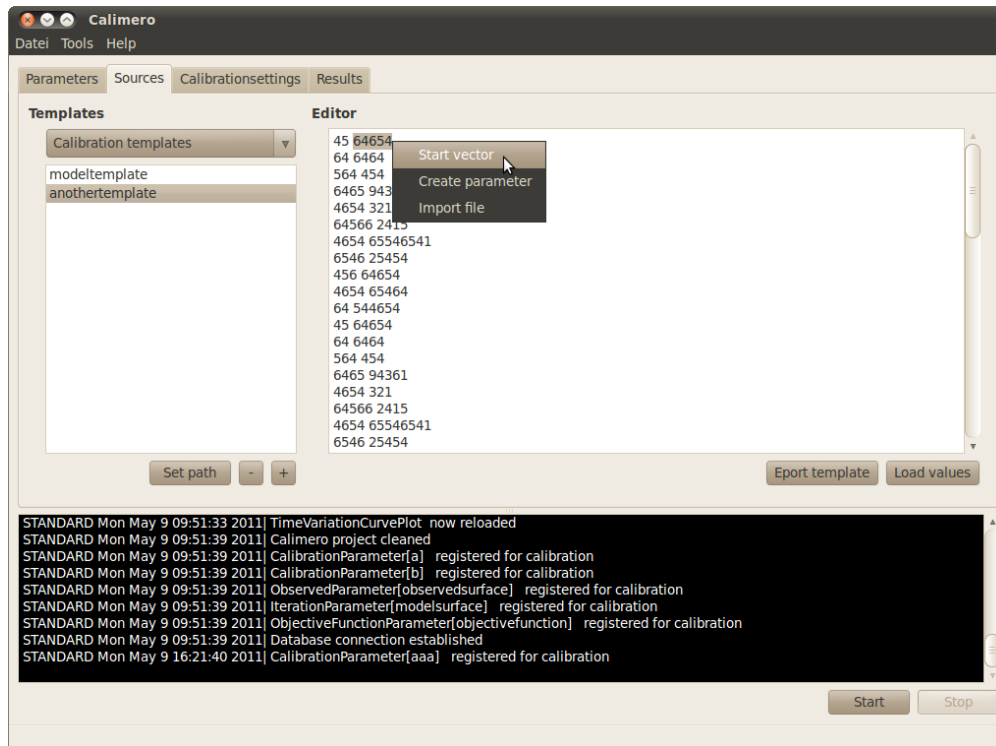 Calimero
Datei Tools Help
Parameters Sources Calibrationsettings Results
Templates
Calibration templates
modeltemplate
anothertemplate
Set path - +
Editor
45 64654
64 6464
564 454
6465 943
4654 321
64566 2415
4654 65546541
6546 25454
456 64654
4654 65464
64 544654
45 64654
64 6464
564 454
6465 94361
4654 321
64566 2415
4654 65546541
6546 25454
Start vector
Create parameter
Import file
Eport template Load values
STANDARD Mon May 9 09:51:33 2011| TimeVariationCurvePlot now reloaded
STANDARD Mon May 9 09:51:39 2011| Calimero project cleaned
STANDARD Mon May 9 09:51:39 2011| CalibrationParameter[a] registered for calibration
STANDARD Mon May 9 09:51:39 2011| CalibrationParameter[b] registered for calibration
STANDARD Mon May 9 09:51:39 2011| ObservedParameter[observedsurface] registered for calibration
STANDARD Mon May 9 09:51:39 2011| IterationParameter[modelsurface] registered for calibration
STANDARD Mon May 9 09:51:39 2011| ObjectiveFunctionParameter[objectivefunction] registered for calibration
STANDARD Mon May 9 09:51:39 2011| Database connection established
STANDARD Mon May 9 16:21:40 2011| CalibrationParameter[aaa] registered for calibration
Start Stop